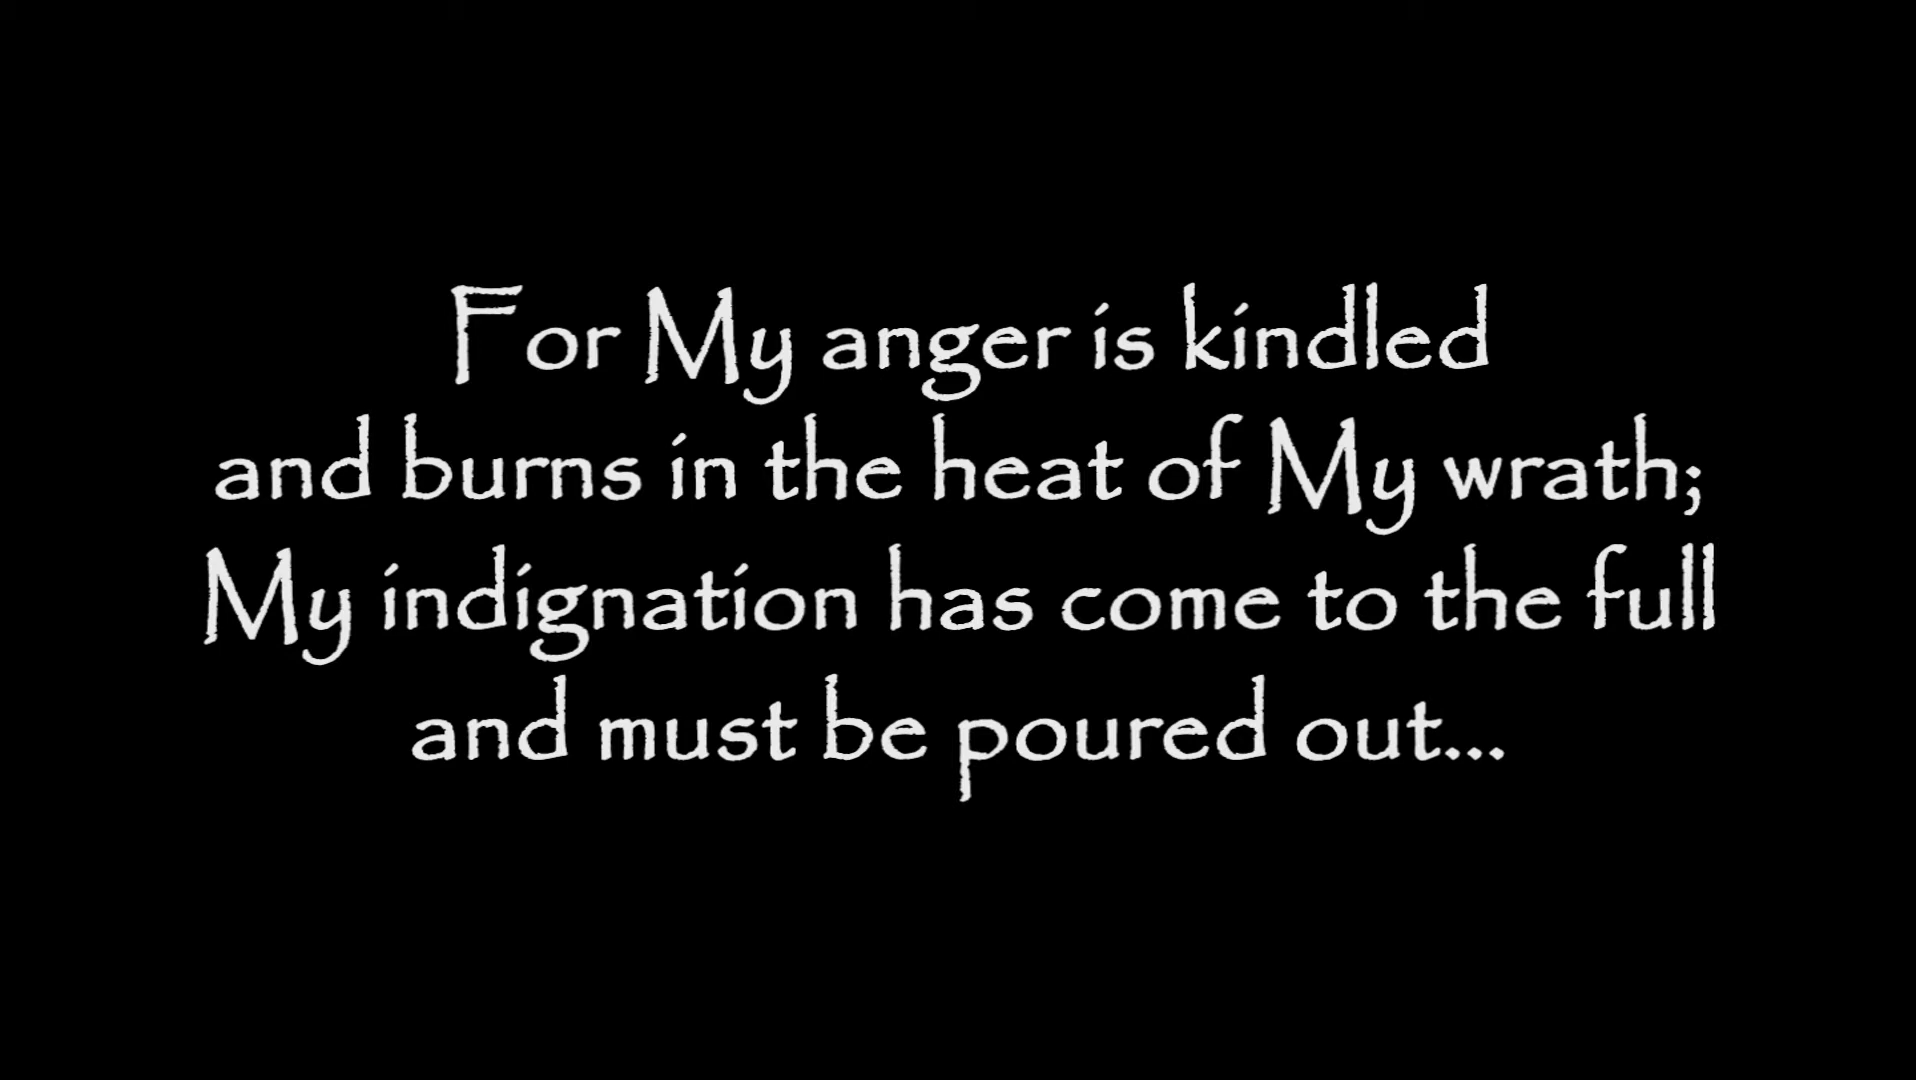 For My anger is kindled
and burns in the heat of My wrath;
My indignation has come to the full
and must be poured out...